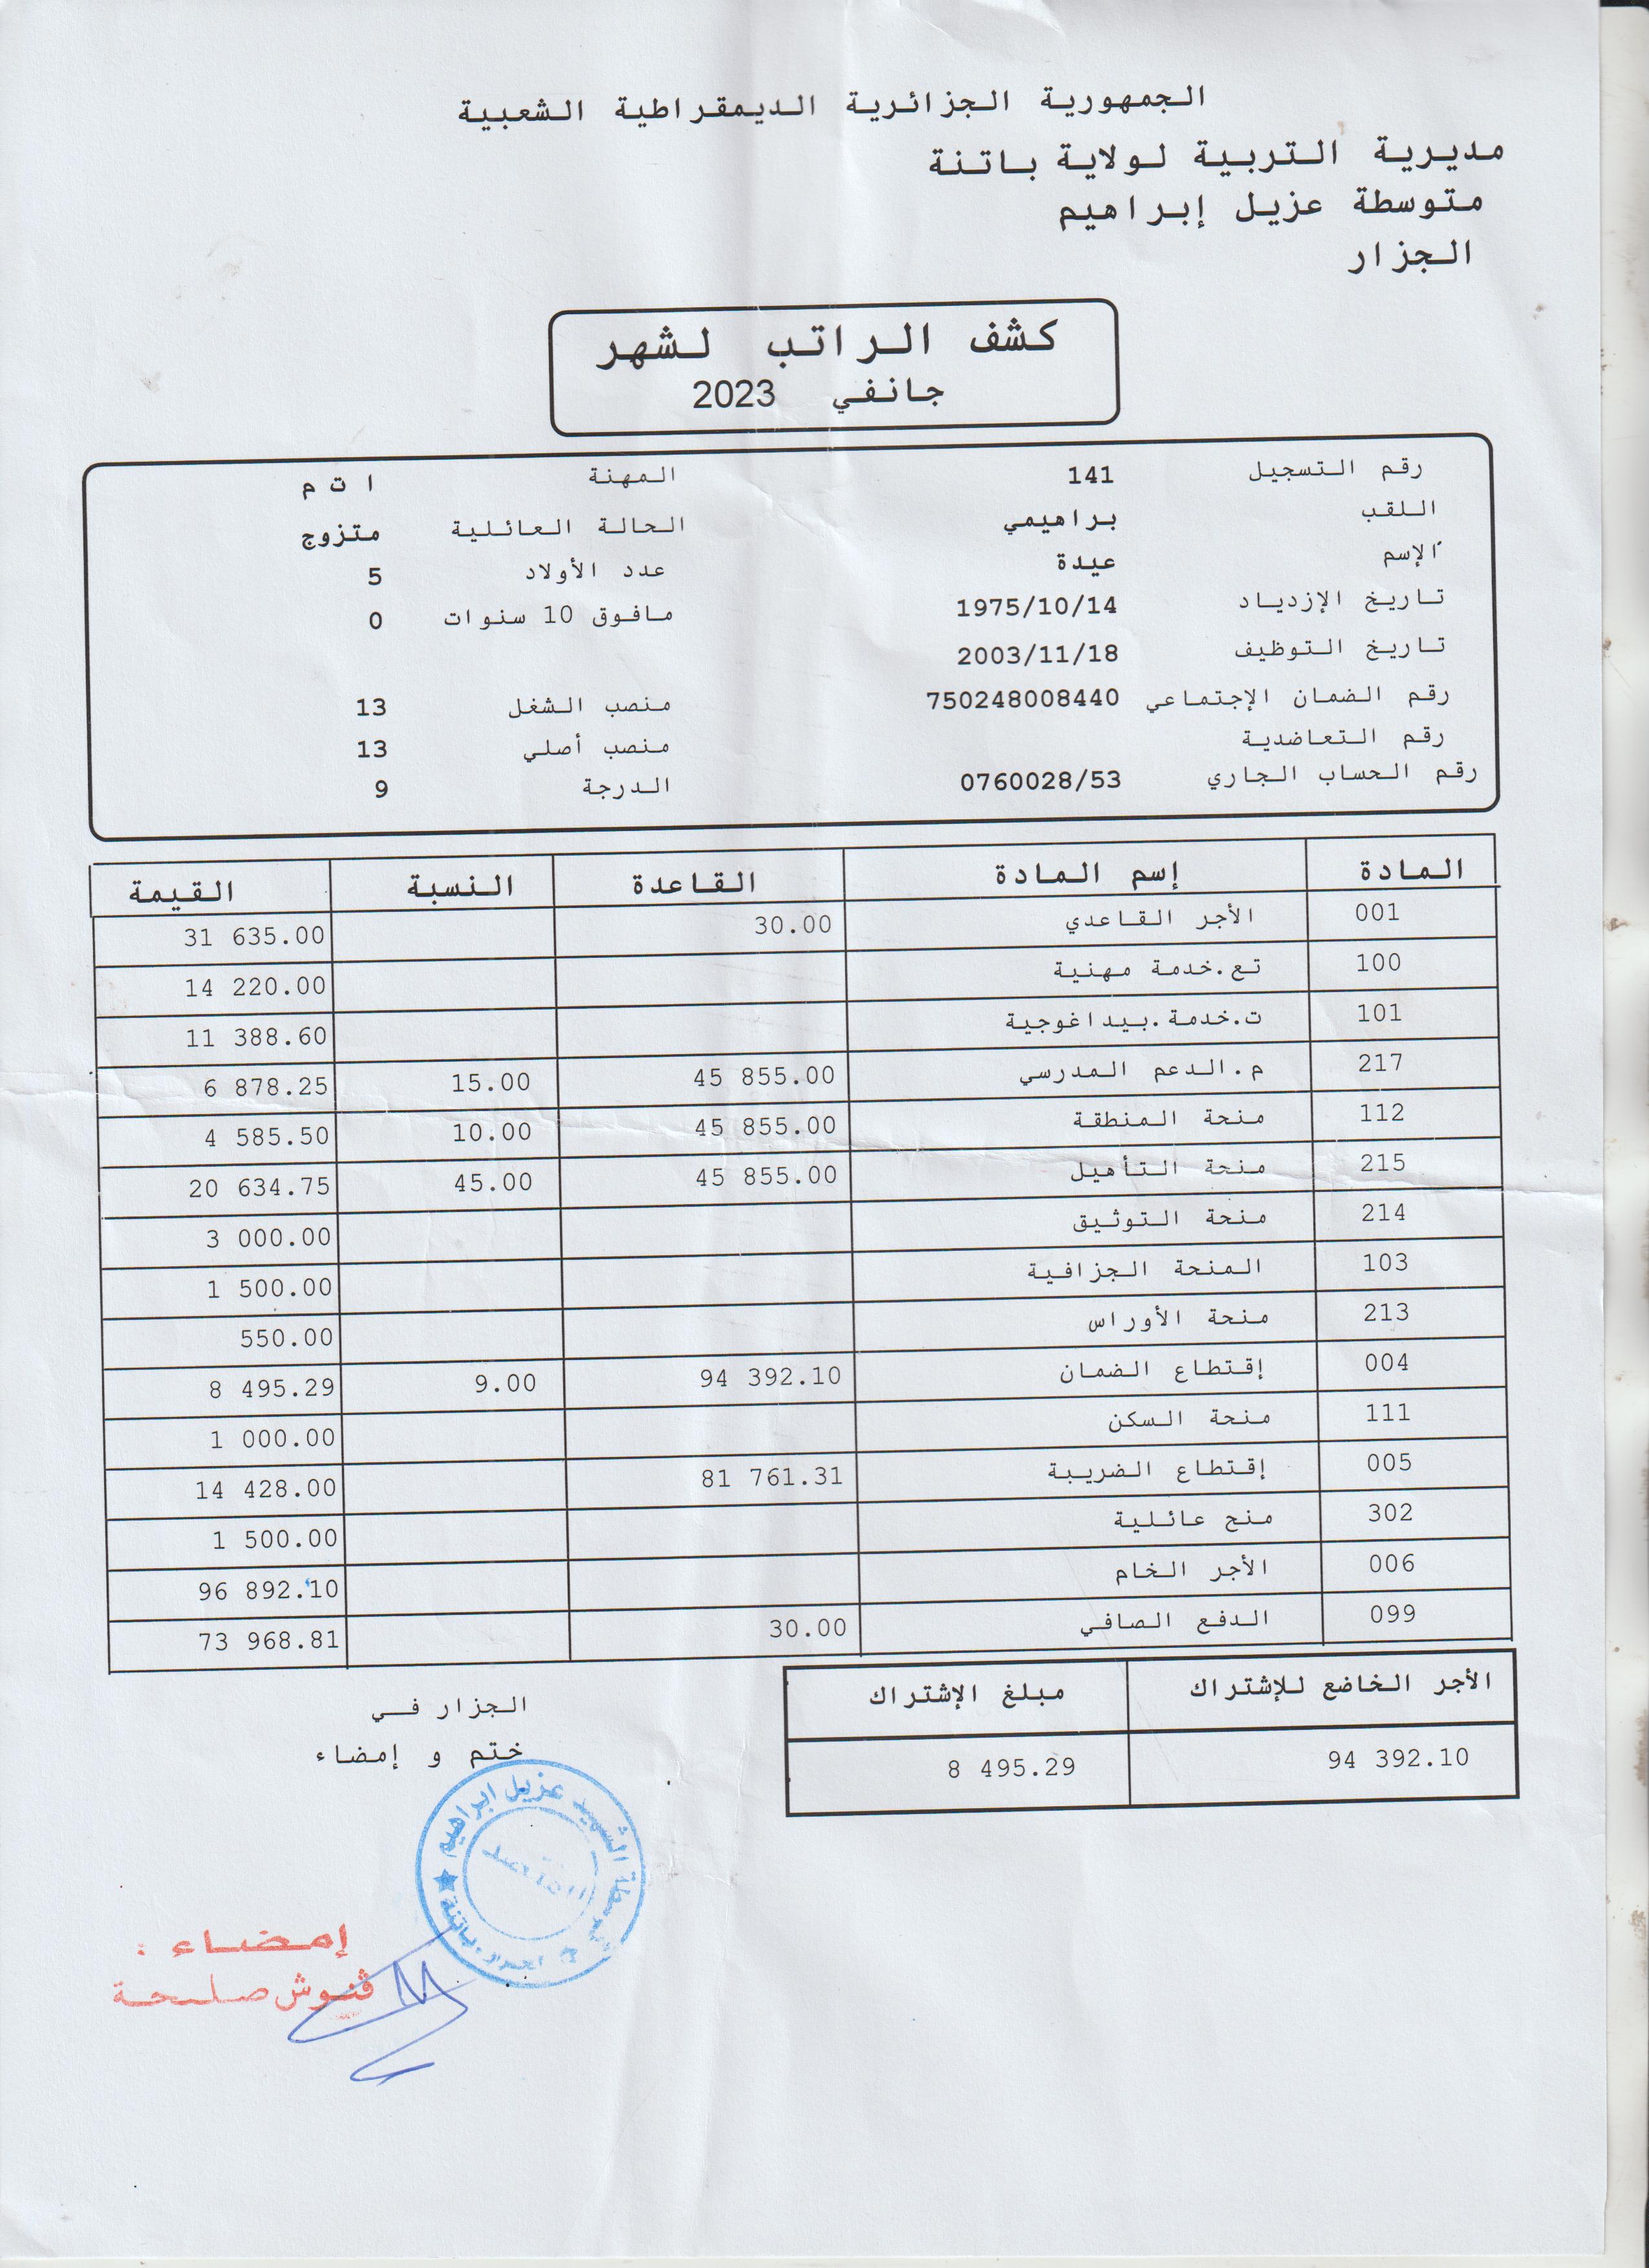 الجمهورية الجزائرية الديمقراطية الشعبية
مديرية التربية لولاية باتنة
متوسطة عزيل إبراهيم
الجزار
كشف الراتب لشهر
جانفي 2023
رقم التسجيل 141 المهنة ا ت م
اللقب براهيمي الحالة العائلية متزوج
الإسم عيدة عدد الأولاد 5
تاريخ الإزدياد 1975/10/14 مافوق 10 سنوات 0
تاريخ التوظيف 2003/11/18
رقم الضمان الإجتماعي 750248008440 منصب الشغل 13
رقم التعاضدية منصب أصلي 13
رقم الحساب الجاري 0760028/53 الدرجة 9
المادة إسم المادة القاعدة النسبة القيمة
001 الأجر القاعدي 30.00 31 635.00
100 تع.خدمة مهنية 14 220.00
101 ت.خدمة.بيداغوجية 11 388.60
217 م.الدعم المدرسي 45 855.00 15.00 6 878.25
112 منحة المنطقة 45 855.00 10.00 4 585.50
215 منحة التأهيل 45 855.00 45.00 20 634.75
214 منحة التوثيق 3 000.00
103 المنحة الجزافية 1 500.00
213 منحة الأوراس 550.00
004 إقتطاع الضمان 94 392.10 9.00 8 495.29
111 منحة السكن 1 000.00
005 إقتطاع الضريبة 81 761.31 14 428.00
302 منح عائلية 1 500.00
006 الأجر الخام 96 892.10
099 الدفع الصافي 30.00 73 968.81
الأجر الخاضع للإشتراك مبلغ الإشتراك
94 392.10 8 495.29
الجزار في
ختم و إمضاء
الشهيد عزيل ابراهيم
باتنة
إمضاء :
ڤنوش صليحة